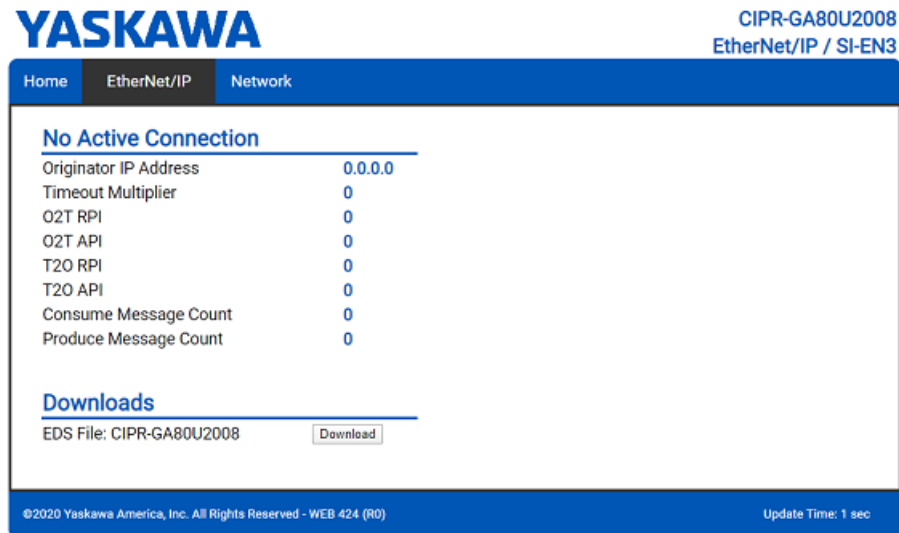 YASKAWA
CIPR-GA80U2008
EtherNet/IP / SI-EN3
Home EtherNet/IP Network
No Active Connection
Originator IP Address 0.0.0.0
Timeout Multiplier 0
O2T RPI 0
O2T API 0
T2O RPI 0
T2O API 0
Consume Message Count 0
Produce Message Count 0
Downloads
EDS File: CIPR-GA80U2008 Download
©2020 Yaskawa America, Inc. All Rights Reserved - WEB 424 (R0) Update Time: 1 sec